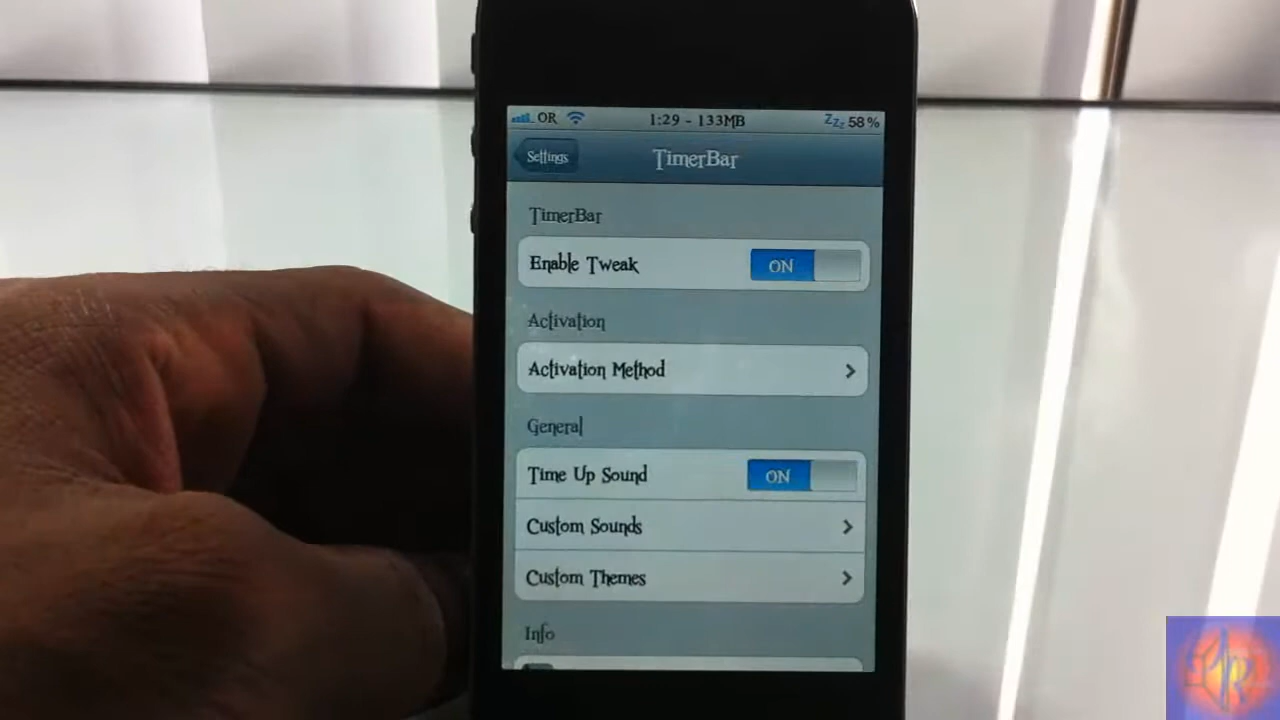 OR 1:29 - 133MB Zzz 58%
Settings TimerBar
TimerBar
Enable Tweak ON
Activation
Activation Method
General
Time Up Sound ON
Custom Sounds
Custom Themes
Info